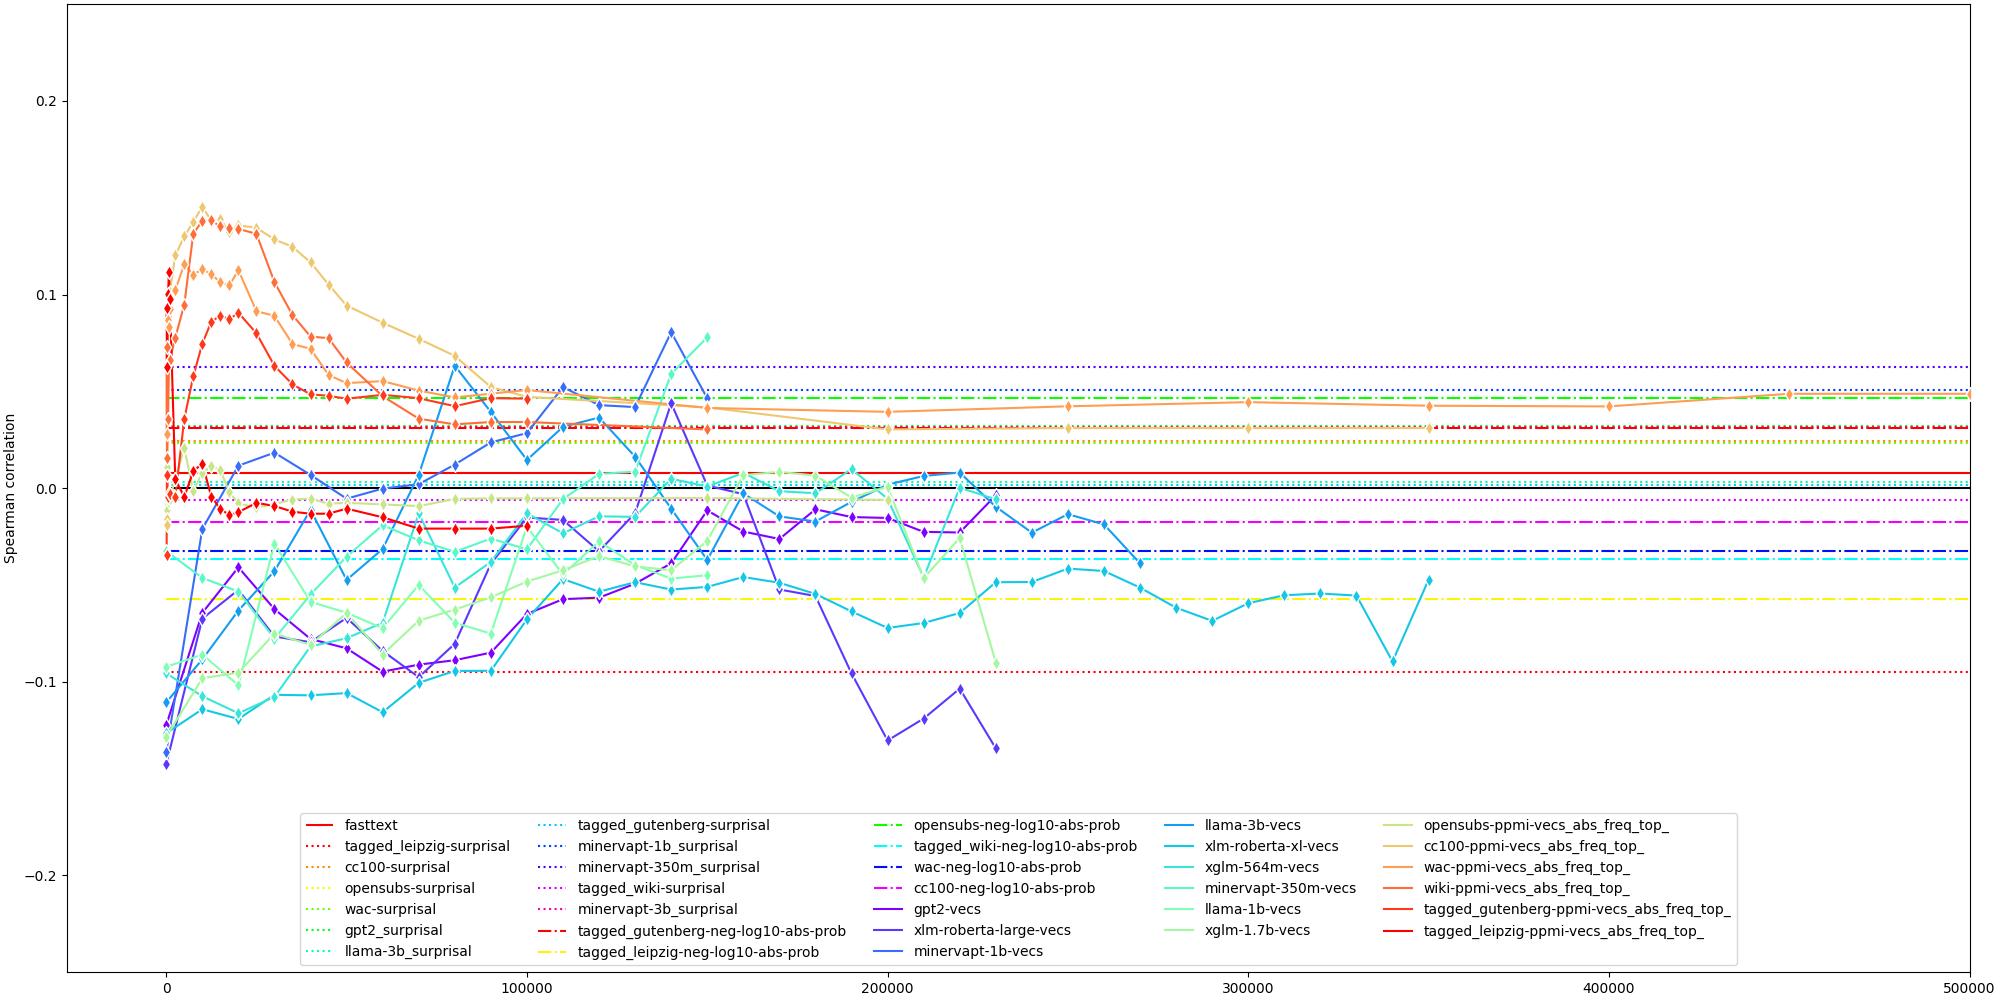 0.2
0.1
0.0
−0.1
−0.2
Spearman correlation
fasttext
tagged_leipzig-surprisal
cc100-surprisal
opensubs-surprisal
wac-surprisal
gpt2_surprisal
llama-3b_surprisal
tagged_gutenberg-surprisal
minervapt-1b_surprisal
minervapt-350m_surprisal
tagged_wiki-surprisal
minervapt-3b_surprisal
tagged_gutenberg-neg-log10-abs-prob
tagged_leipzig-neg-log10-abs-prob
opensubs-neg-log10-abs-prob
tagged_wiki-neg-log10-abs-prob
wac-neg-log10-abs-prob
cc100-neg-log10-abs-prob
gpt2-vecs
xlm-roberta-large-vecs
minervapt-1b-vecs
llama-3b-vecs
xlm-roberta-xl-vecs
xglm-564m-vecs
minervapt-350m-vecs
llama-1b-vecs
xglm-1.7b-vecs
opensubs-ppmi-vecs_abs_freq_top_
cc100-ppmi-vecs_abs_freq_top_
wac-ppmi-vecs_abs_freq_top_
wiki-ppmi-vecs_abs_freq_top_
tagged_gutenberg-ppmi-vecs_abs_freq_top_
tagged_leipzig-ppmi-vecs_abs_freq_top_
0 100000 200000 300000 400000 500000